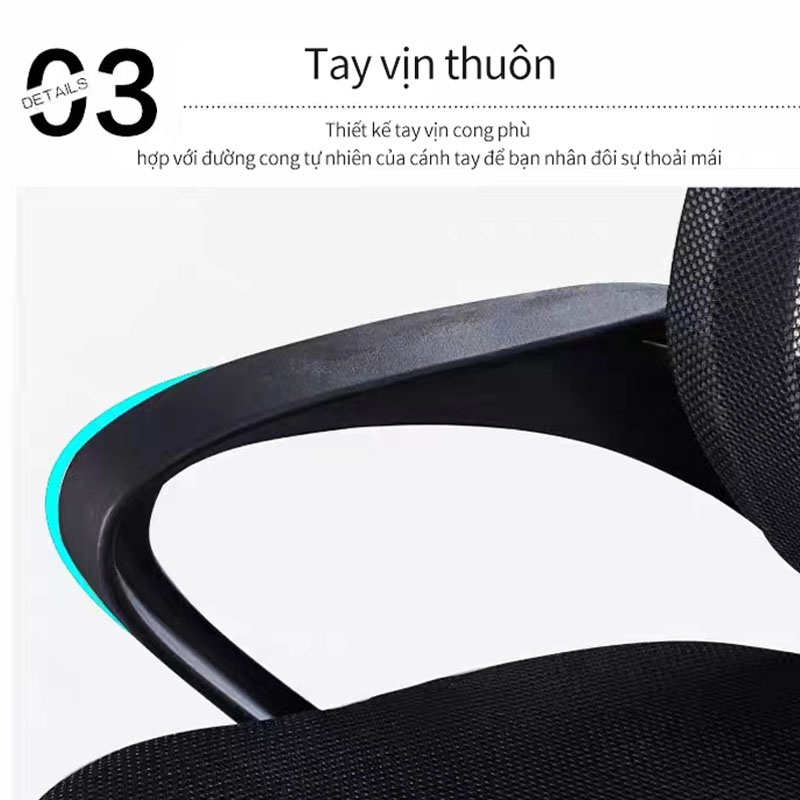 03
DETAILS
Tay vịn thuôn
Thiết kế tay vịn cong phù
hợp với đường cong tự nhiên của cánh tay để bạn nhân đôi sự thoải mái